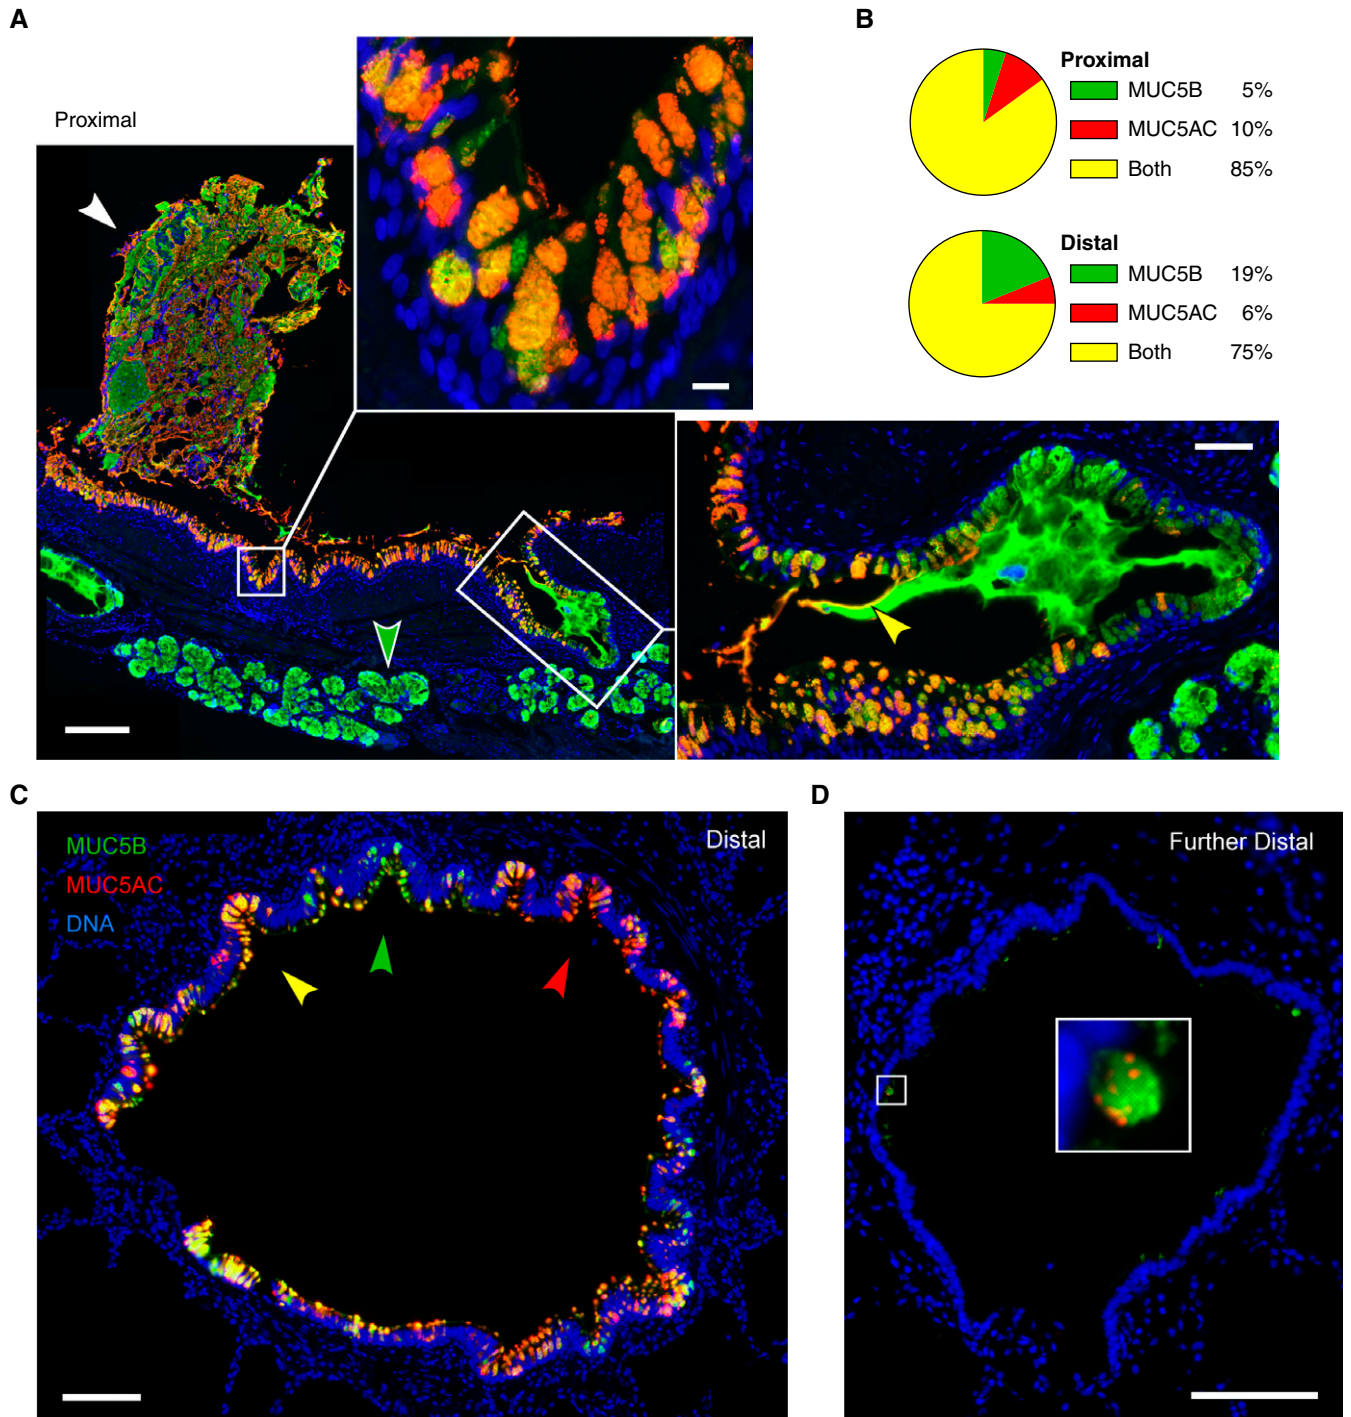 A
Proximal
B
Proximal
MUC5B 5%
MUC5AC 10%
Both 85%
Distal
MUC5B 19%
MUC5AC 6%
Both 75%
C
MUC5B
MUC5AC
DNA
Distal
D
Further Distal